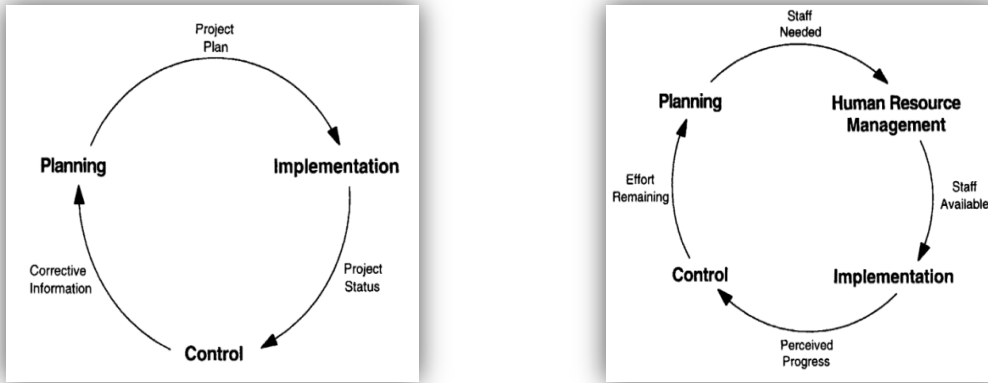 Project
Plan
Planning
Implementation
Corrective
Information
Project
Status
Control
Staff
Needed
Planning
Human Resource
Management
Effort
Remaining
Staff
Available
Control
Implementation
Perceived
Progress